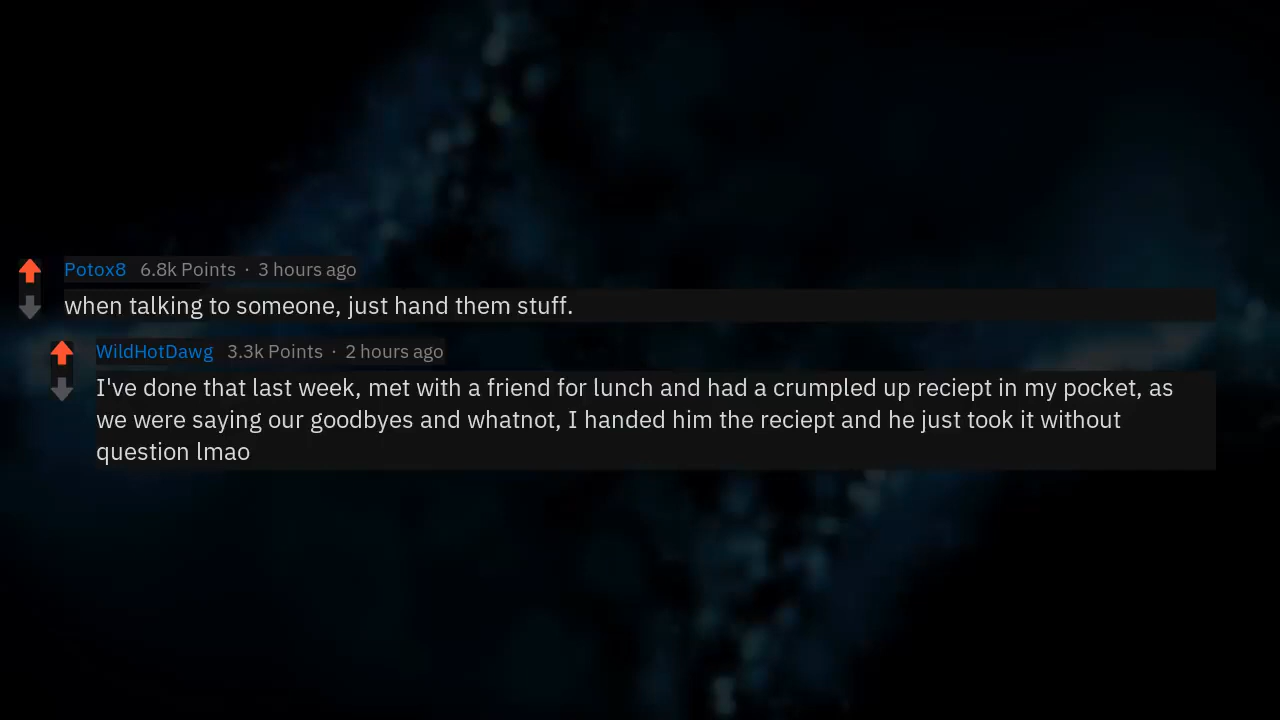 Potox8 6.8k Points · 3 hours ago
when talking to someone, just hand them stuff.
WildHotDawg 3.3k Points · 2 hours ago
I've done that last week, met with a friend for lunch and had a crumpled up reciept in my pocket, as
we were saying our goodbyes and whatnot, I handed him the reciept and he just took it without
question lmao